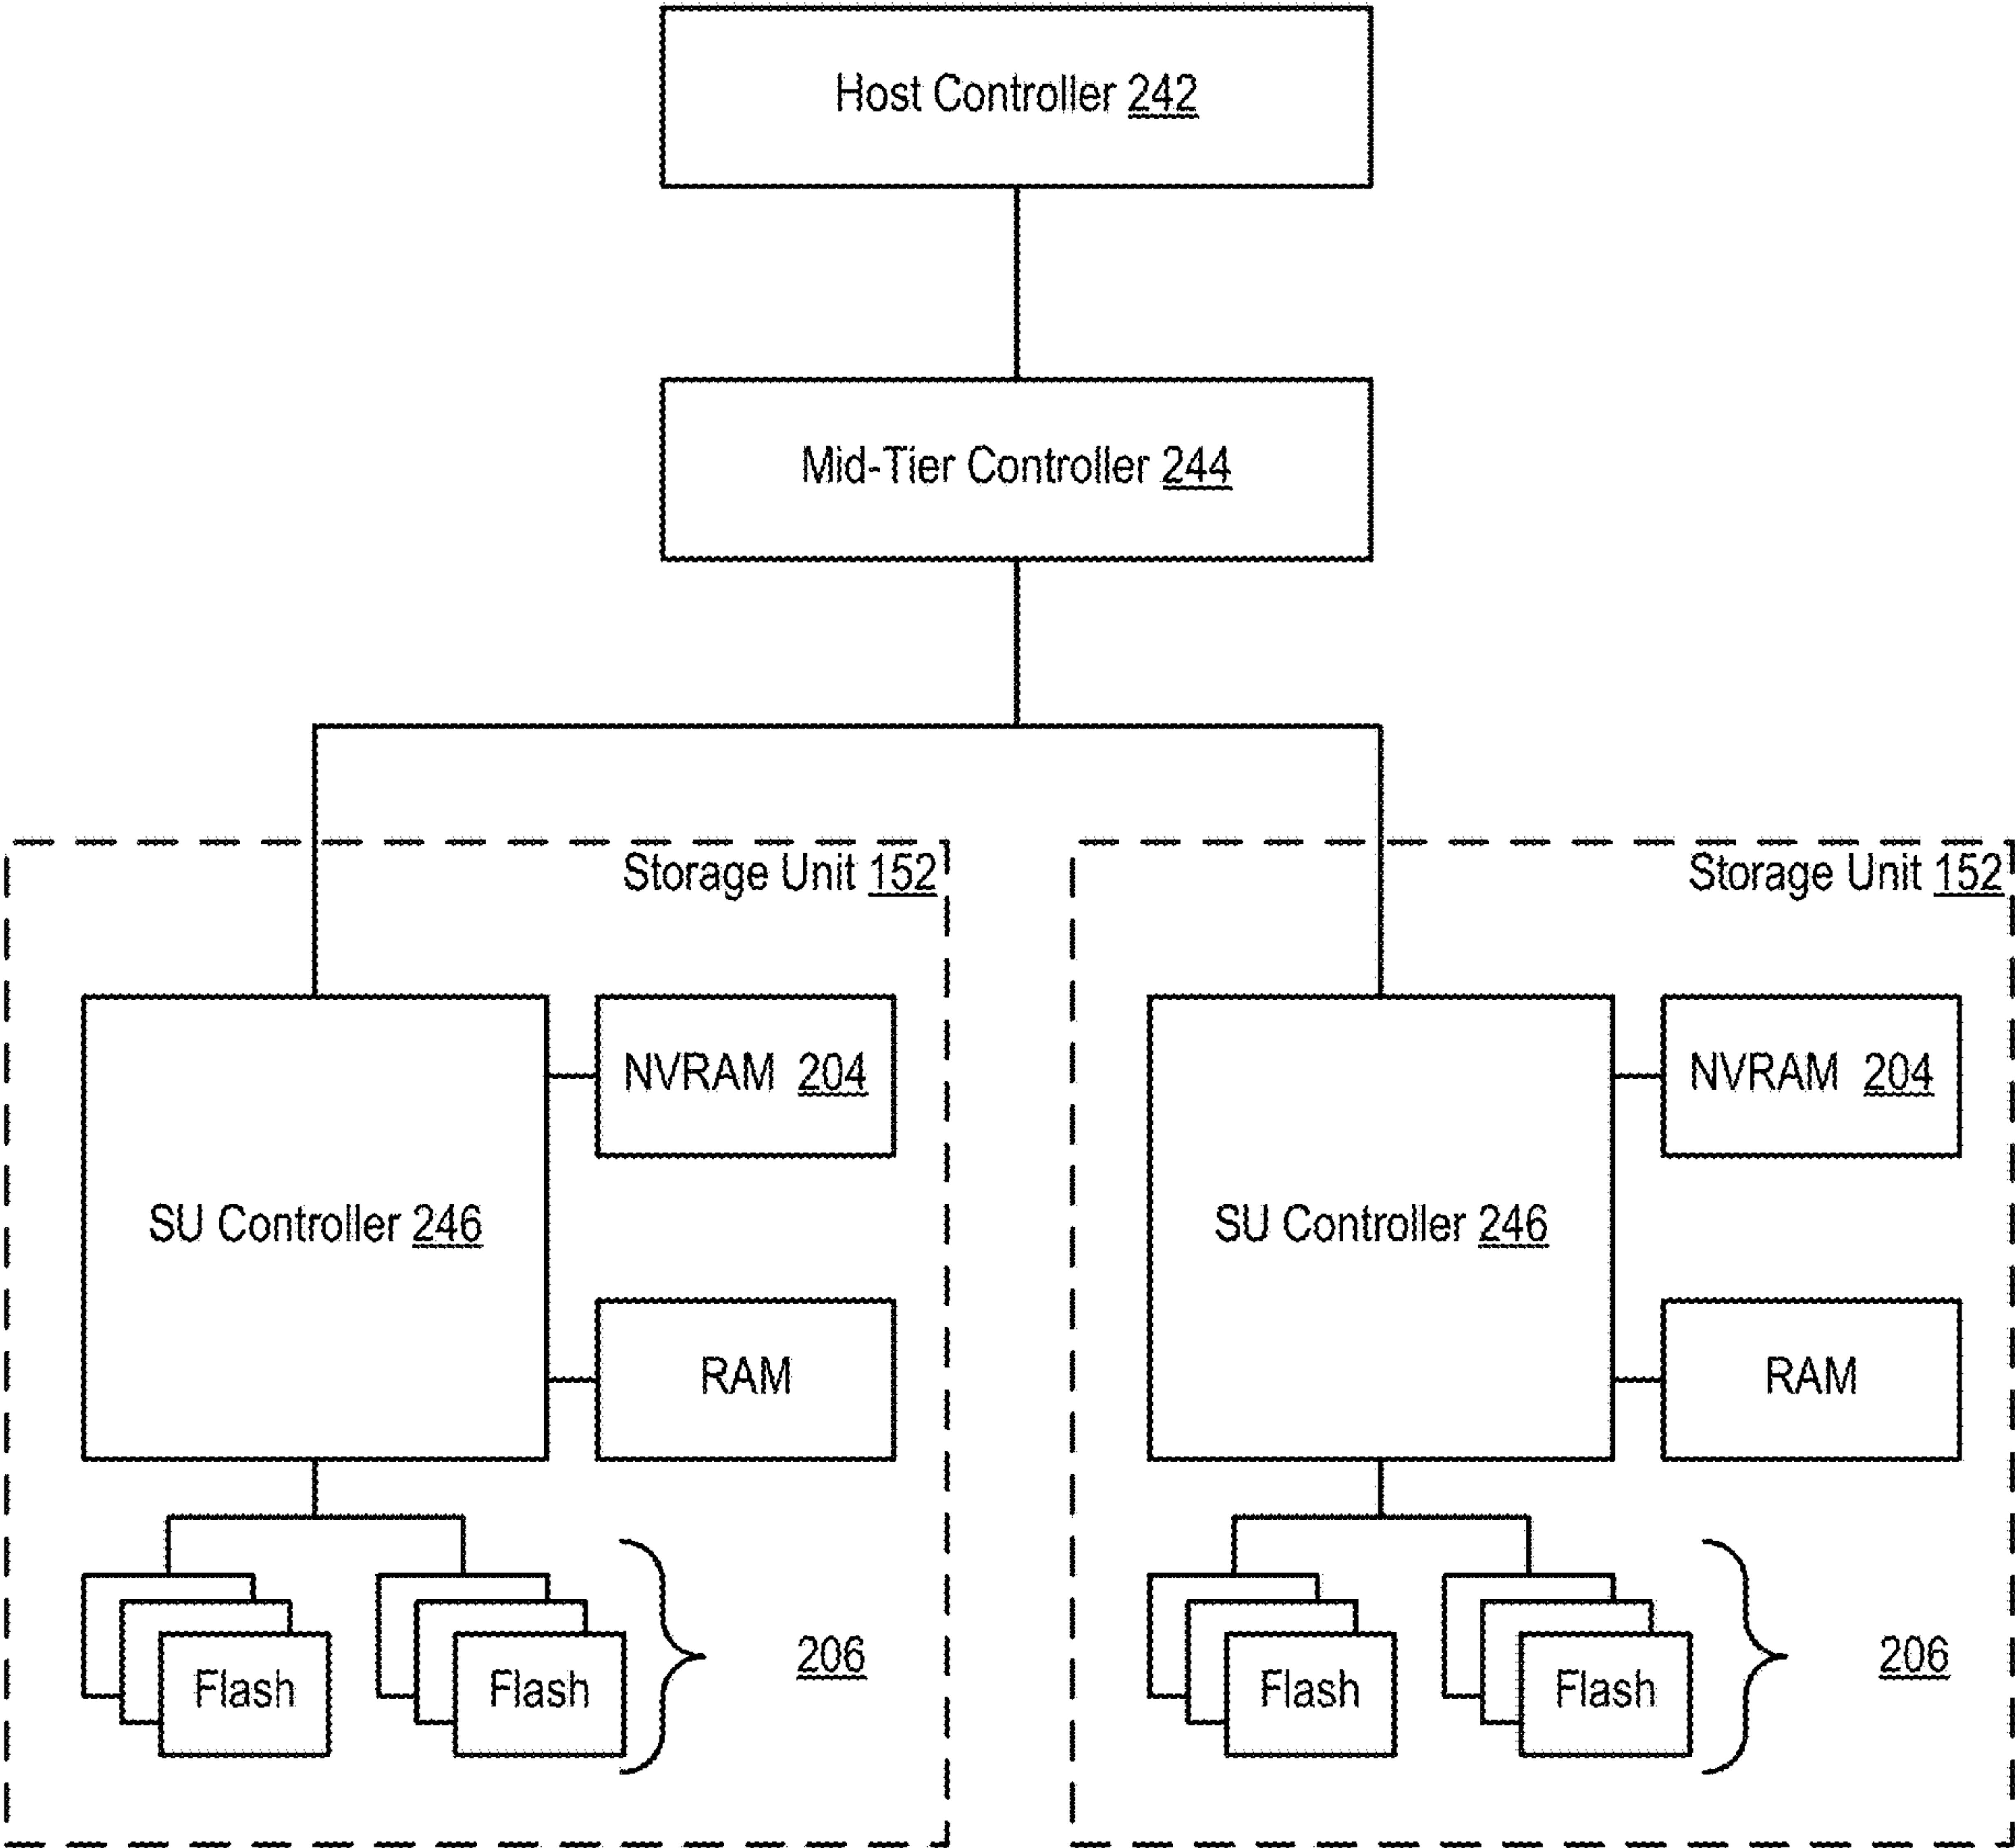 Host Controller 242
Mid-Tier Controller 244
Storage Unit 152
NVRAM 204
SU Controller 246
RAM
Flash
Flash
206
Storage Unit 152
NVRAM 204
SU Controller 246
RAM
Flash
Flash
206